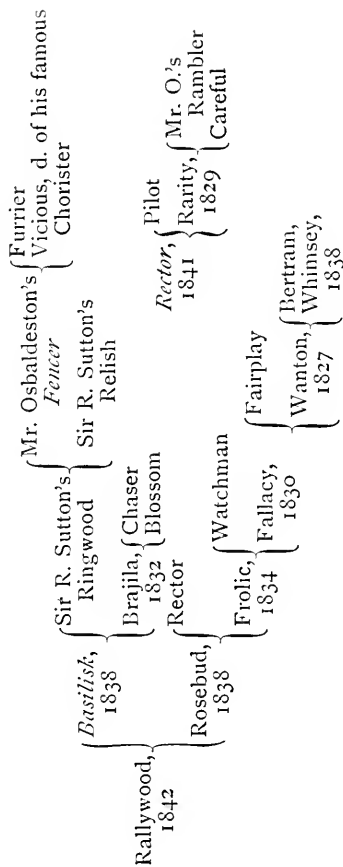 Rallywood,
1842
Basilisk,
1838
Sir R. Sutton's
Ringwood
Mr. Osbaldeston's
Fencer
Furrier
Vicious, d. of his famous
Chorister
Sir R. Sutton's
Relish
Brajila,
1832
Chaser
Blossom
Rosebud,
1838
Rector
Rector,
1841
Pilot
Rarity,
1829
Mr. O.'s
Rambler
Careful
Frolic,
1834
Watchman
Fallacy,
1830
Fairplay
Wanton,
1827
Bertram,
Whimsey,
1838